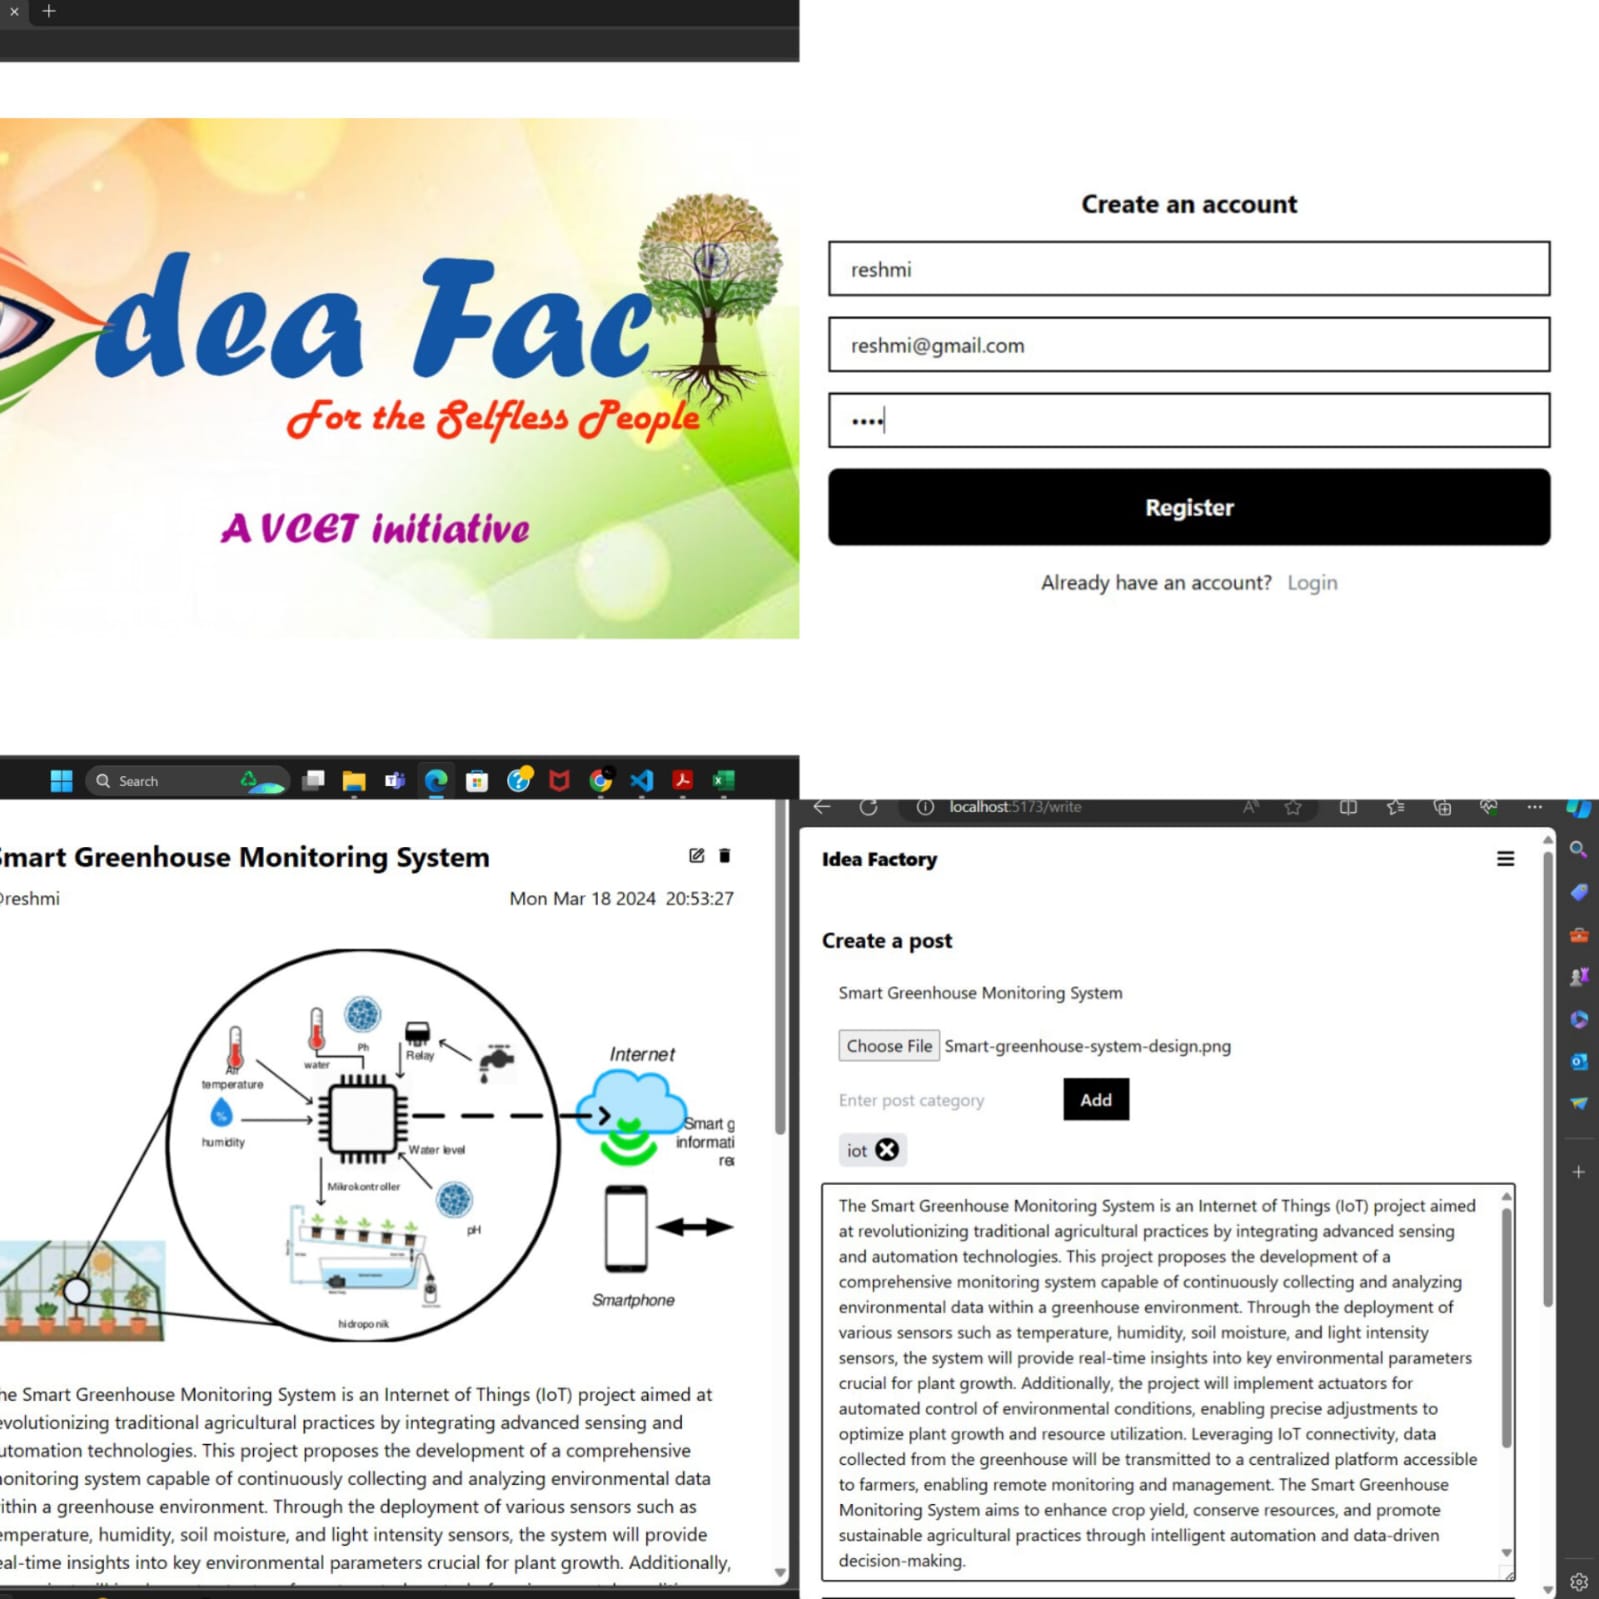 dea Fac
For the Selfless People
A VCET initiative
Search
Create an account
reshmi
reshmi@gmail.com
Register
Already have an account? Login
mart Greenhouse Monitoring System
reshmi
Mon Mar 18 2024 20:53:27
Ph
water
Relay
Air
temperature
humidity
Water level
Mikrokontroller
pH
hidroponik
Internet
Smart g
informati
Smartphone
he Smart Greenhouse Monitoring System is an Internet of Things (IoT) project aimed at
evolutionizing traditional agricultural practices by integrating advanced sensing and
utomation technologies. This project proposes the development of a comprehensive
onitoring system capable of continuously collecting and analyzing environmental data
ithin a greenhouse environment. Through the deployment of various sensors such as
emperature, humidity, soil moisture, and light intensity sensors, the system will provide
eal-time insights into key environmental parameters crucial for plant growth. Additionally,
localhost:5173/write
Idea Factory
Create a post
Smart Greenhouse Monitoring System
Choose File Smart-greenhouse-system-design.png
Enter post category
Add
iot
The Smart Greenhouse Monitoring System is an Internet of Things (IoT) project aimed
at revolutionizing traditional agricultural practices by integrating advanced sensing
and automation technologies. This project proposes the development of a
comprehensive monitoring system capable of continuously collecting and analyzing
environmental data within a greenhouse environment. Through the deployment of
various sensors such as temperature, humidity, soil moisture, and light intensity
sensors, the system will provide real-time insights into key environmental parameters
crucial for plant growth. Additionally, the project will implement actuators for
automated control of environmental conditions, enabling precise adjustments to
optimize plant growth and resource utilization. Leveraging IoT connectivity, data
collected from the greenhouse will be transmitted to a centralized platform accessible
to farmers, enabling remote monitoring and management. The Smart Greenhouse
Monitoring System aims to enhance crop yield, conserve resources, and promote
sustainable agricultural practices through intelligent automation and data-driven
decision-making.